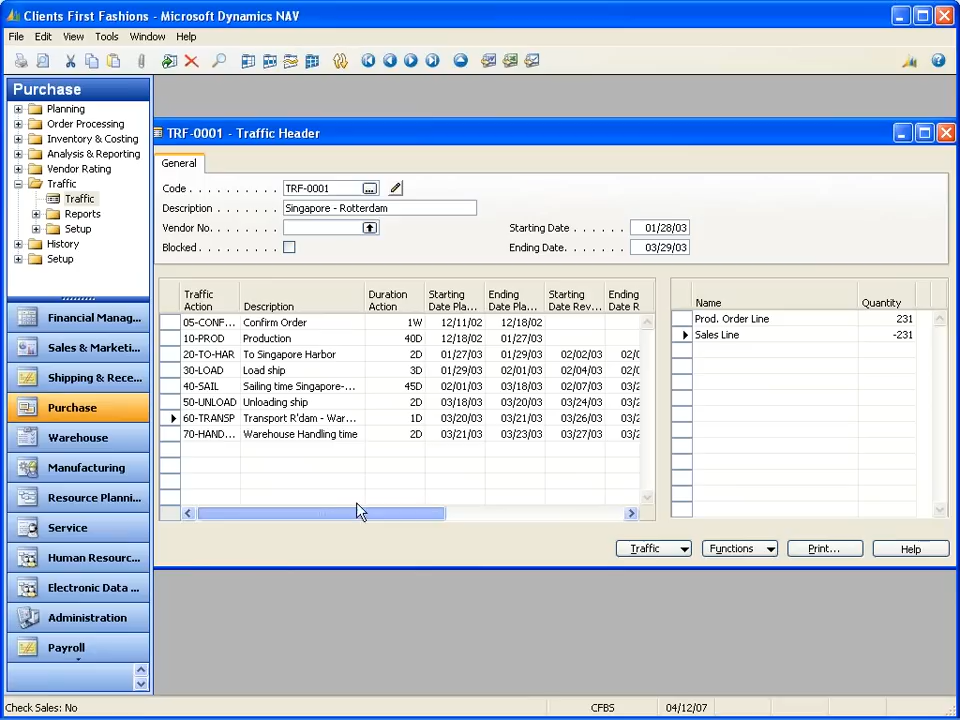 Clients First Fashions - Microsoft Dynamics NAV
File Edit View Tools Window Help
Purchase
Planning
Order Processing
Inventory & Costing
Analysis & Reporting
Vendor Rating
Traffic
Traffic
Reports
Setup
History
Setup
Financial Manag...
Sales & Marketi...
Shipping & Rece...
Purchase
Warehouse
Manufacturing
Resource Planni...
Service
Human Resourc...
Electronic Data ...
Administration
Payroll
TRF-0001 - Traffic Header
General
Code . . . . . . . . . . TRF-0001 ...
Description . . . . . . . Singapore - Rotterdam
Vendor No. . . . . . . . . Starting Date . . . . . . 01/28/03
Blocked . . . . . . . . . Ending Date. . . . . . . 03/29/03
Traffic Action Description Duration Action Starting Date Pla... Ending Date Pla... Starting Date Rev... Ending Date R
05-CONF... Confirm Order 1W 12/11/02 12/18/02
10-PROD Production 40D 12/18/02 01/27/03
20-TO-HAR To Singapore Harbor 2D 01/27/03 01/29/03 02/02/03 02/0
30-LOAD Load ship 3D 01/29/03 02/01/03 02/04/03 02/0
40-SAIL Sailing time Singapore-... 45D 02/01/03 03/18/03 02/07/03 03/2
50-UNLOAD Unloading ship 2D 03/18/03 03/20/03 03/24/03 03/2
60-TRANSP Transport R'dam - War... 1D 03/20/03 03/21/03 03/26/03 03/2
70-HAND... Warehouse Handling time 2D 03/21/03 03/23/03 03/27/03 03/2
Name Quantity
Prod. Order Line 231
Sales Line -231
Traffic Functions Print... Help
Check Sales: No CFBS 04/12/07